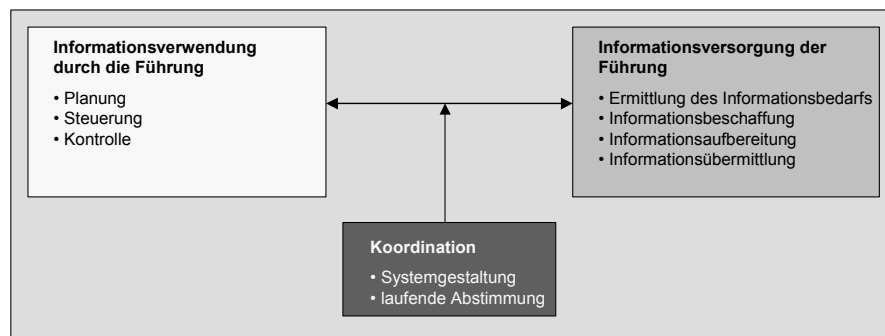 Informationsverwendung
durch die Führung
• Planung
• Steuerung
• Kontrolle
Informationsversorgung der
Führung
• Ermittlung des Informationsbedarfs
• Informationsbeschaffung
• Informationsaufbereitung
• Informationsübermittlung
Koordination
• Systemgestaltung
• laufende Abstimmung